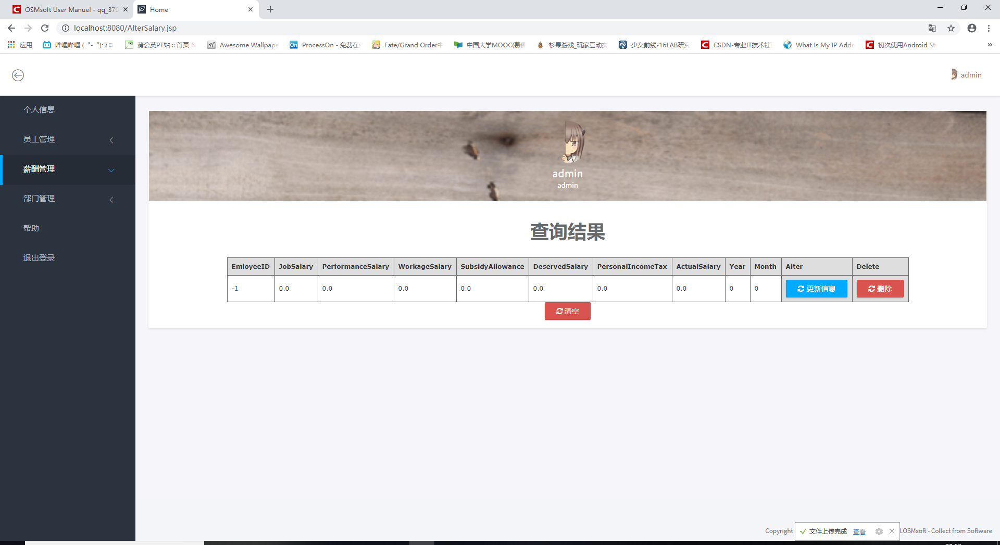 OSMsoft User Manuel - qq_370
Home
localhost:8080/AlterSalary.jsp
应用
哔哩哔哩 (゜-゜)つロ
蒲公英PT站 :: 首页 N
Awesome Wallpape
ProcessOn - 免费在
Fate/Grand Order中
中国大学MOOC(慕课
杉果游戏_玩家互动交
少女前线-16LAB研究
CSDN-专业IT技术社
What Is My IP Addr
初次使用Android St
admin
个人信息
员工管理
薪酬管理
部门管理
帮助
退出登录
admin
admin
查询结果
EmloyeeID JobSalary PerformanceSalary WorkageSalary SubsidyAllowance DeservedSalary PersonalIncomeTax ActualSalary Year Month Alter Delete
-1 0.0 0.0 0.0 0.0 0.0 0.0 0.0 0 0 更新信息 删除
清空
Copyright
文件上传完成 查看
.OSMsoft - Collect from Software